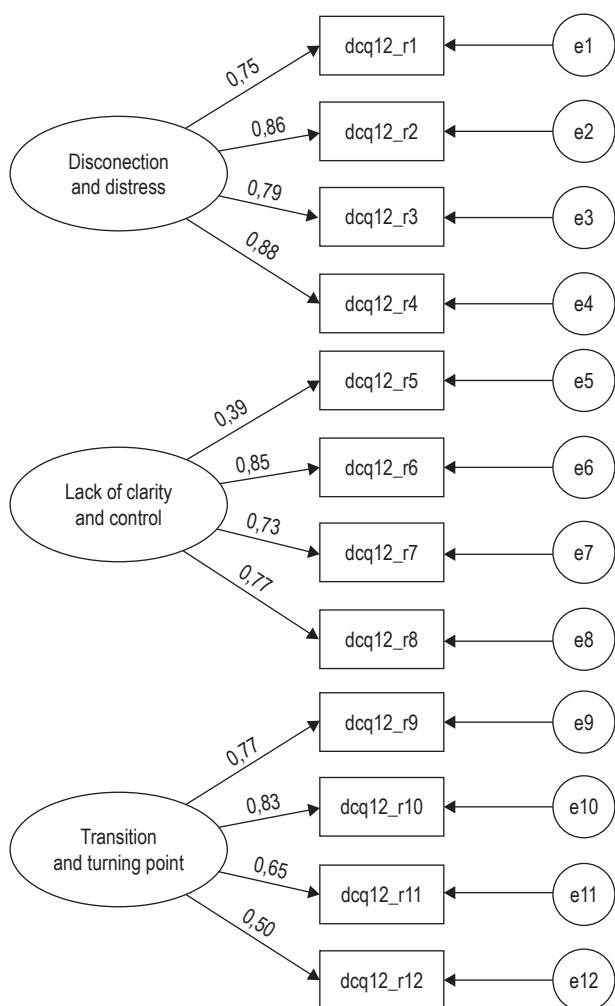 0,75
dcq12_r1
e1
0,86
dcq12_r2
e2
Disconection
and distress
0,79
dcq12_r3
e3
0,88
dcq12_r4
e4
0,39
dcq12_r5
e5
0,85
dcq12_r6
e6
Lack of clarity
and control
0,73
dcq12_r7
e7
0,77
dcq12_r8
e8
0,77
dcq12_r9
e9
0,83
dcq12_r10
e10
Transition
and turning point
0,65
dcq12_r11
e11
0,50
dcq12_r12
e12